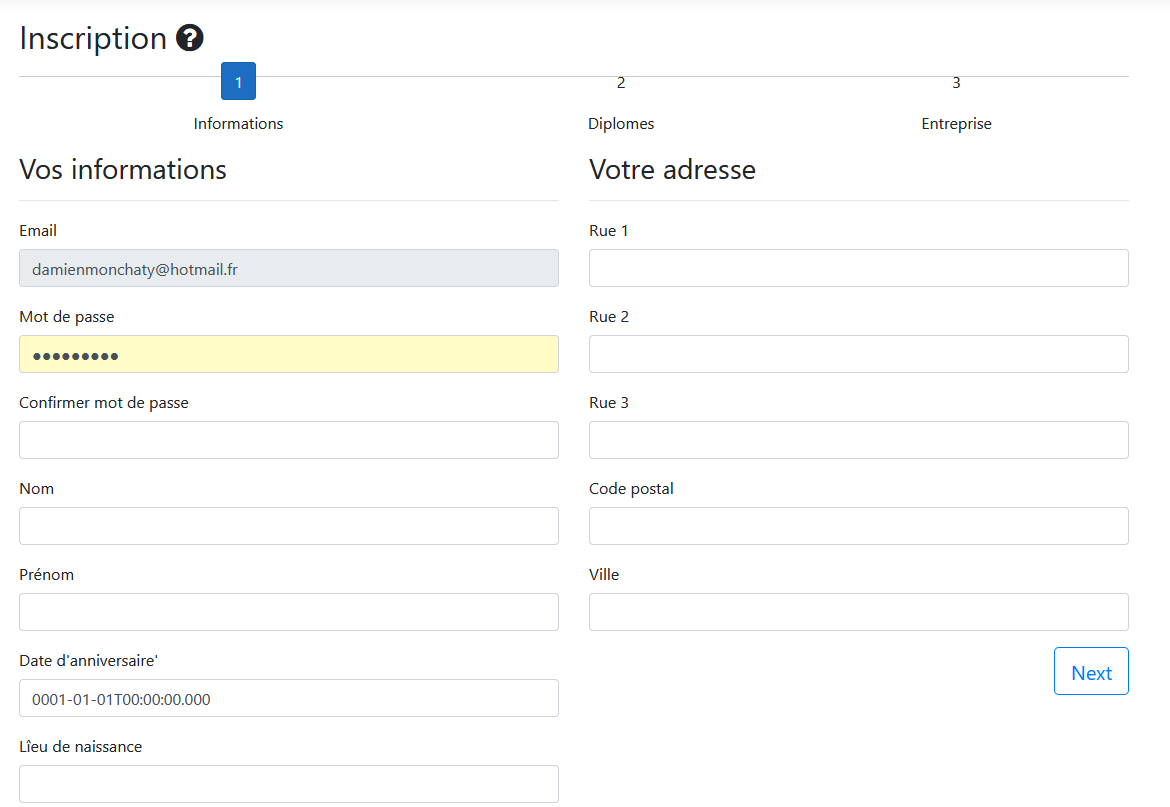 Inscription ?
1 2 3
Informations Diplomes Entreprise
Vos informations
Email
damienmonchaty@hotmail.fr
Mot de passe
●●●●●●●●●
Confirmer mot de passe
Nom
Prénom
Date d'anniversaire'
0001-01-01T00:00:00.000
Lîeu de naissance
Votre adresse
Rue 1
Rue 2
Rue 3
Code postal
Ville
Next